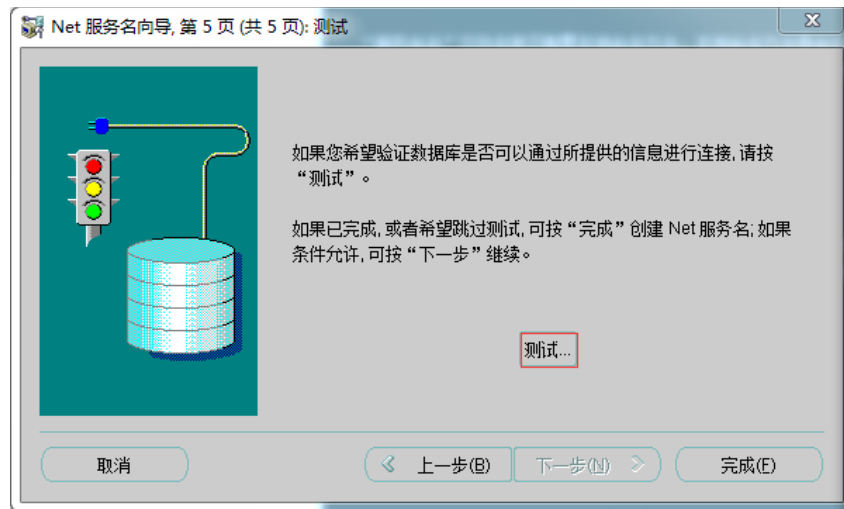 Net 服务名向导, 第 5 页 (共 5 页): 测试
如果您希望验证数据库是否可以通过所提供的信息进行连接, 请按
“测试”。
如果已完成, 或者希望跳过测试, 可按“完成”创建 Net 服务名; 如果
条件允许, 可按“下一步”继续。
测试...
取消
上一步(B)
下一步(N)
完成(F)